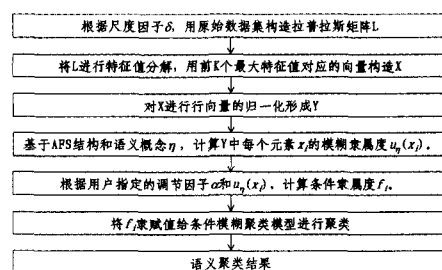 根据尺度因子δ，用原始数据集构造拉普拉斯矩阵L
将L进行特征值分解，用前K个最大特征值对应的向量构造X
对X进行行向量的归一化形成Y
基于AFS结构和语义概念η，计算Y中每个元素xᵢ的模糊隶属度uη(xᵢ)
根据用户指定的调节因子α和uη(xᵢ)，计算条件隶属度fᵢ。
将fᵢ隶赋值给条件模糊聚类模型进行聚类
语义聚类结果